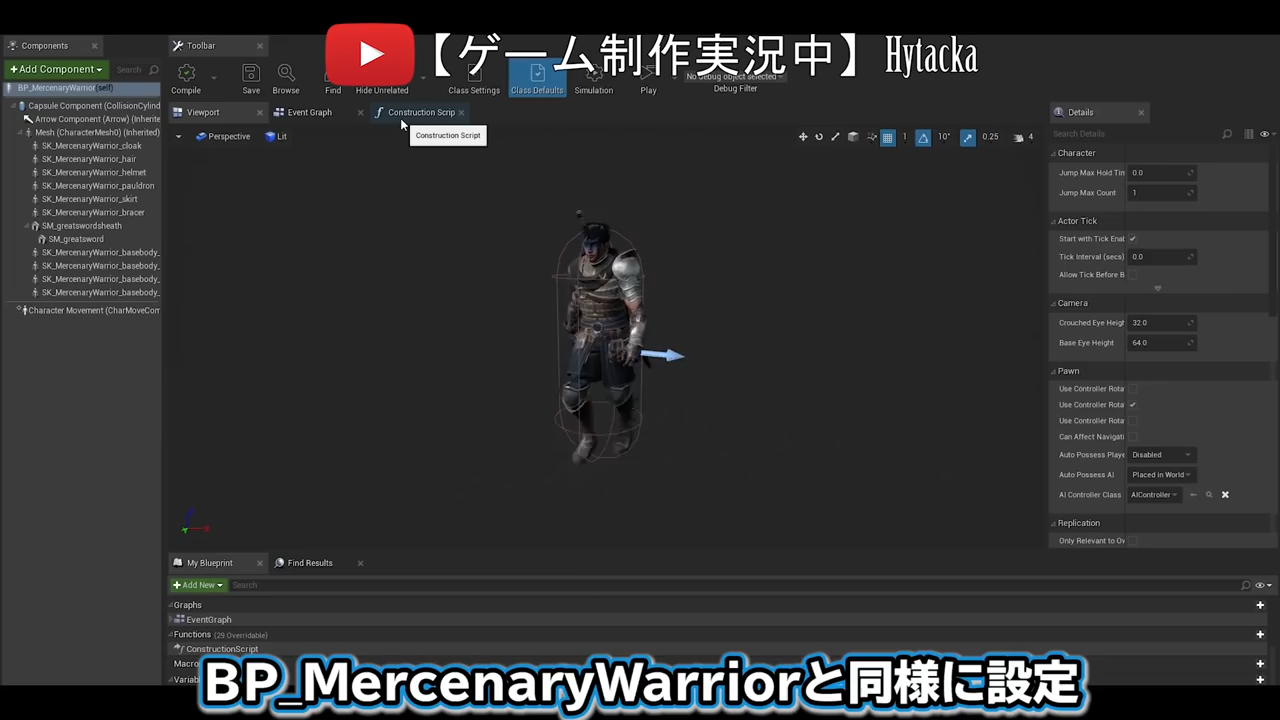 【ゲーム制作実況中】 Hytacka
Components
Toolbar
+Add Component
Search
Compile
Save
Browse
Find
Hide Unrelated
Class Settings
Class Defaults
Simulation
Play
No debug object selected
Debug Filter
BP_MercenaryWarrior(self)
Capsule Component (CollisionCylind
Arrow Component (Arrow) (Inherite
Mesh (CharacterMesh0) (Inherited)
SK_MercenaryWarrior_cloak
SK_MercenaryWarrior_hair
SK_MercenaryWarrior_helmet
SK_MercenaryWarrior_pauldron
SK_MercenaryWarrior_skirt
SK_MercenaryWarrior_bracer
SM_greatswordsheath
SM_greatsword
SK_MercenaryWarrior_basebody_
SK_MercenaryWarrior_basebody_
SK_MercenaryWarrior_basebody_
SK_MercenaryWarrior_basebody_
Character Movement (CharMoveCom
Viewport
Event Graph
Construction Scrip
Construction Script
Perspective
Lit
1
10°
0.25
4
Details
Search Details
Character
Jump Max Hold Tin
0.0
Jump Max Count
1
Actor Tick
Start with Tick Enab
Tick Interval (secs)
0.0
Allow Tick Before B
Camera
Crouched Eye Heigh
32.0
Base Eye Height
64.0
Pawn
Use Controller Rota
Use Controller Rota
Use Controller Rota
Can Affect Navigati
Auto Possess Playe
Disabled
Auto Possess AI
Placed in World
AI Controller Class
AIController
Replication
Only Relevant to Ow
My Blueprint
Find Results
+Add New
Search
Graphs
EventGraph
Functions (29 Overridable)
ConstructionScript
Macro
Variab
BP_MercenaryWarriorと同様に設定